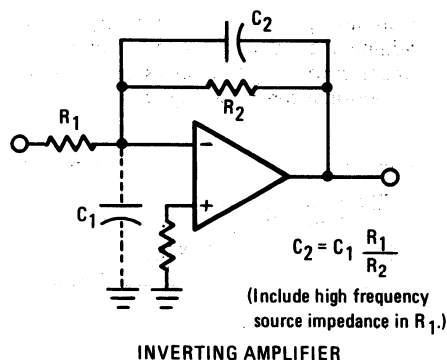 C2
R1
R2
−
+
C1
C2 = C1 R1
R2
(Include high frequency
source impedance in R1.)
INVERTING AMPLIFIER